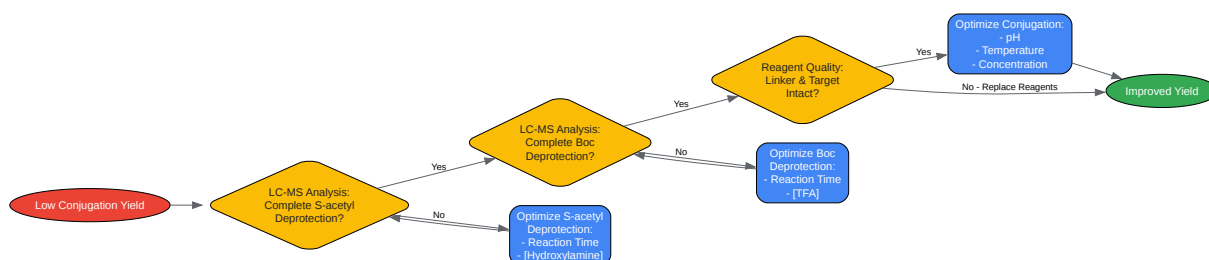 Low Conjugation Yield
LC-MS Analysis:
Complete S-acetyl
Deprotection?
No
Optimize S-acetyl
Deprotection:
- Reaction Time
- [Hydroxylamine]
Yes
LC-MS Analysis:
Complete Boc
Deprotection?
No
Optimize Boc
Deprotection:
- Reaction Time
- [TFA]
Yes
Reagent Quality:
Linker & Target
Intact?
Yes
Optimize Conjugation:
- pH
- Temperature
- Concentration
No - Replace Reagents
Improved Yield